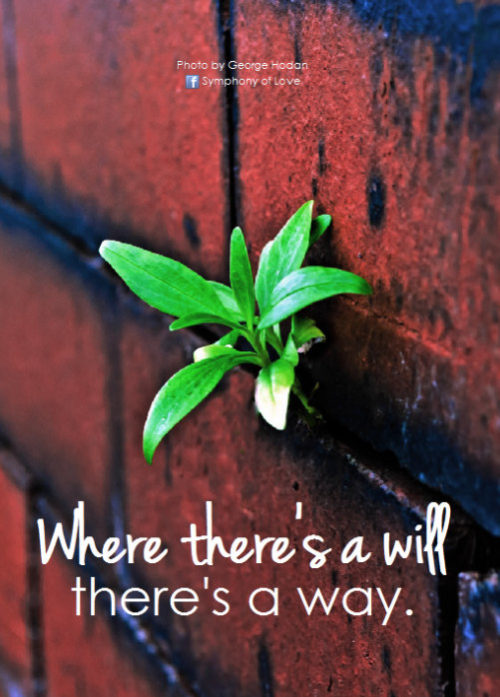 Photo by George Hodan
Symphony of Love
Where there's a will
there's a way.